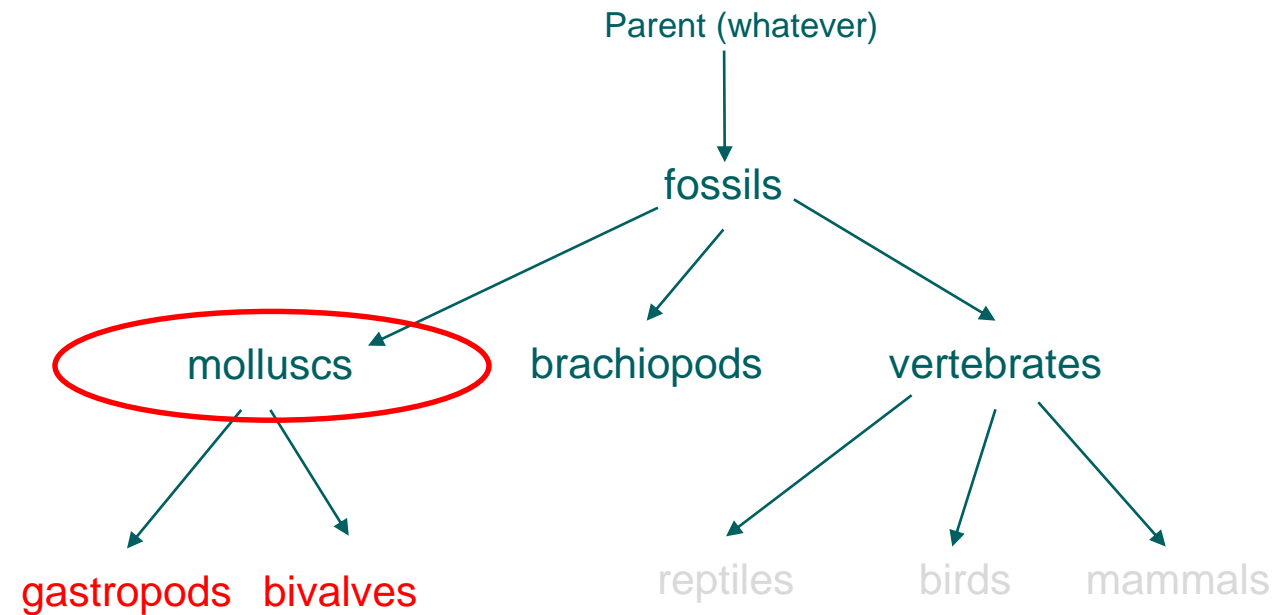 Parent (whatever)
fossils
molluscs brachiopods vertebrates
gastropods bivalves reptiles birds mammals